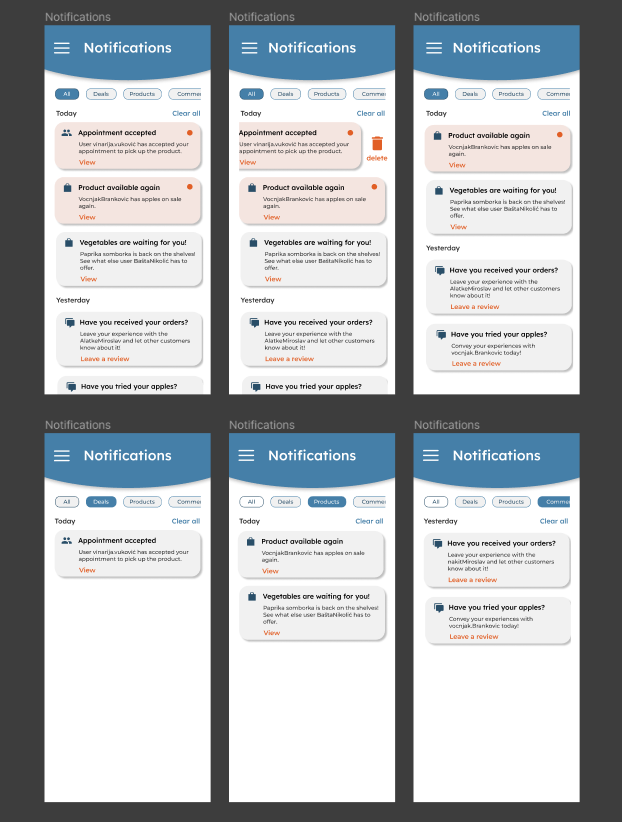 Notifications
Notifications
All Deals Products Commen
Today Clear all
Appointment accepted
User vinarija.vuković has accepted your
appointment to pick up the product.
View
Product available again
VocnjakBrankovic has apples on sale
again.
View
Vegetables are waiting for you!
Paprika somborka is back on the shelves!
See what else user BaštaNikolić has to
offer.
View
Yesterday
Have you received your orders?
Leave your experience with the
AlatkeMiroslav and let other customers
know about it!
Leave a review
Have you tried your apples?
Notifications
Notifications
All Deals Products Commen
Today Clear all
Appointment accepted
User vinarija.vuković has accepted your
appointment to pick up the product.
View
delete
Product available again
VocnjakBrankovic has apples on sale
again.
View
Vegetables are waiting for you!
Paprika somborka is back on the shelves!
See what else user BaštaNikolić has to
offer.
View
Yesterday
Have you received your orders?
Leave your experience with the
AlatkeMiroslav and let other customers
know about it!
Leave a review
Have you tried your apples?
Notifications
Notifications
All Deals Products Commen
Today Clear all
Product available again
VocnjakBrankovic has apples on sale
again.
View
Vegetables are waiting for you!
Paprika somborka is back on the shelves!
See what else user BaštaNikolić has to
offer.
View
Yesterday
Have you received your orders?
Leave your experience with the
AlatkeMiroslav and let other customers
know about it!
Leave a review
Have you tried your apples?
Convey your experiences with
vocnjak.Brankovic today!
Leave a review
Notifications
Notifications
All Deals Products Commen
Today Clear all
Appointment accepted
User vinarija.vuković has accepted your
appointment to pick up the product.
View
Notifications
Notifications
All Deals Products Commen
Today Clear all
Product available again
VocnjakBrankovic has apples on sale
again.
View
Vegetables are waiting for you!
Paprika somborka is back on the shelves!
See what else user BaštaNikolić has to
offer.
View
Notifications
Notifications
All Deals Products Commen
Yesterday Clear all
Have you received your orders?
Leave your experience with the
nakitMiroslav and let other customers
know about it!
Leave a review
Have you tried your apples?
Convey your experiences with
vocnjak.Brankovic today!
Leave a review